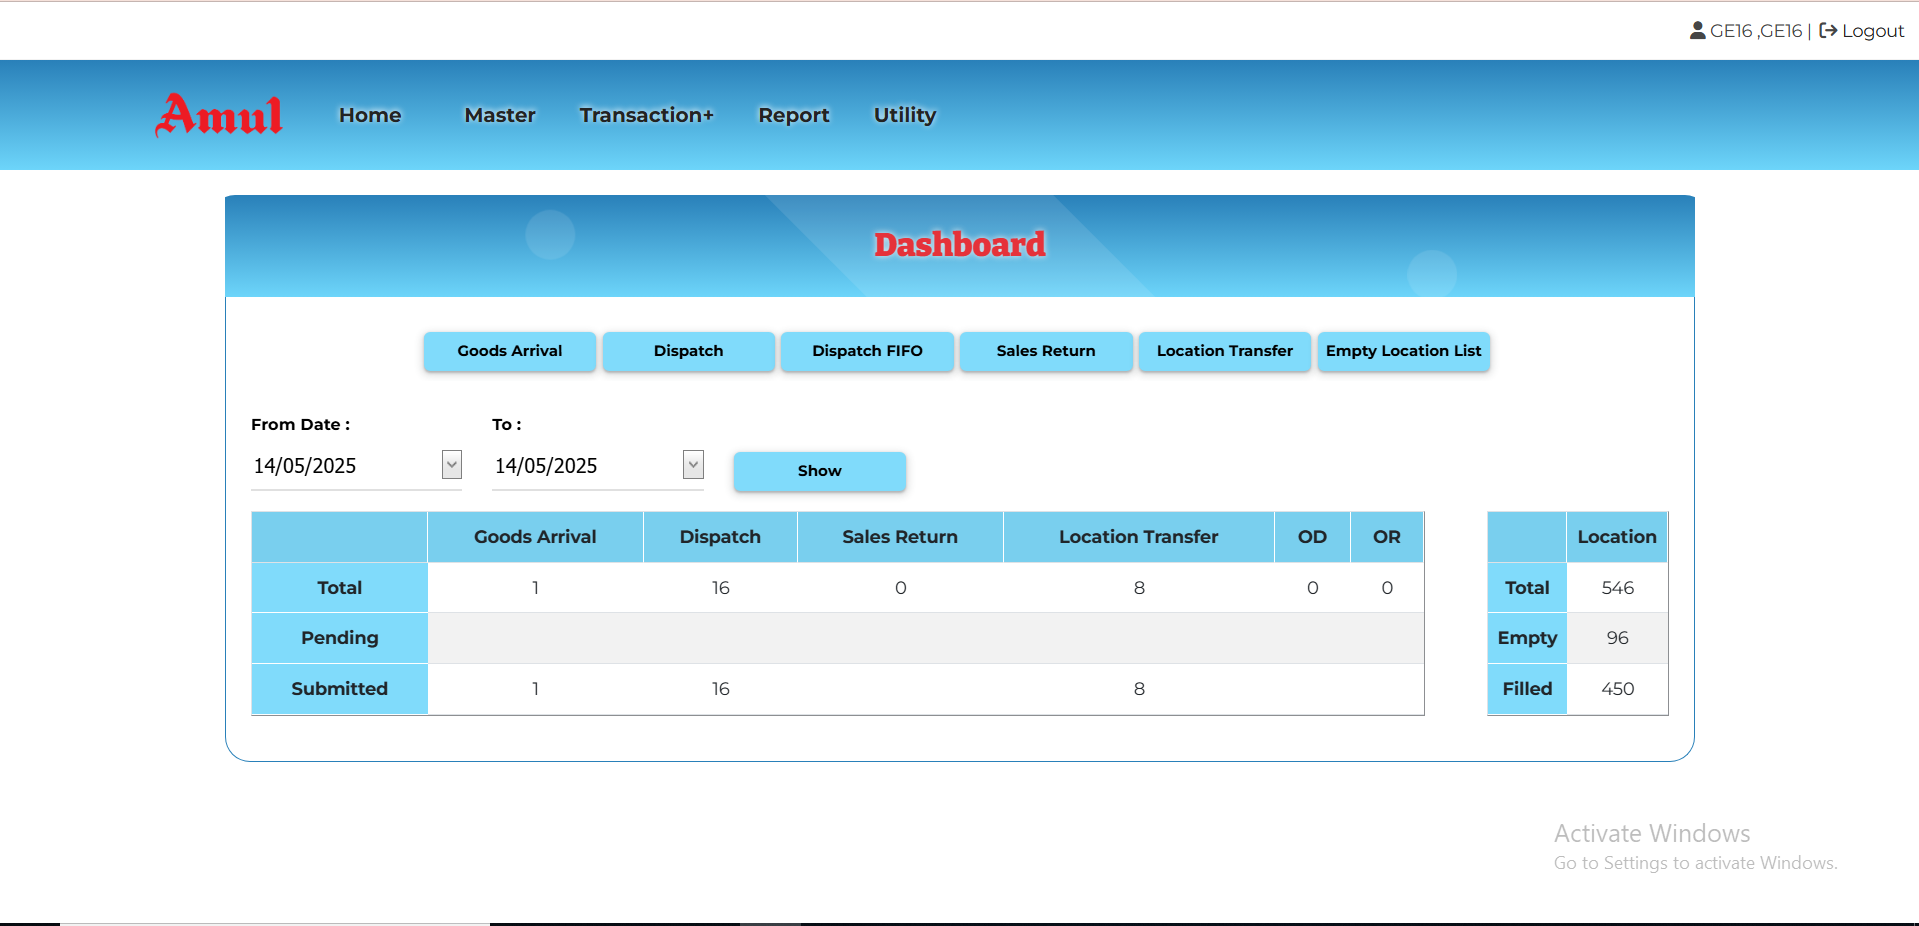 GE16 ,GE16 | Logout
Amul Home Master Transaction+ Report Utility
Dashboard
Goods Arrival Dispatch Dispatch FIFO Sales Return Location Transfer Empty Location List
From Date : To :
14/05/2025 14/05/2025 Show
Goods Arrival Dispatch Sales Return Location Transfer OD OR Location
Total 1 16 0 8 0 0 Total 546
Pending Empty 96
Submitted 1 16 8 Filled 450
Activate Windows
Go to Settings to activate Windows.